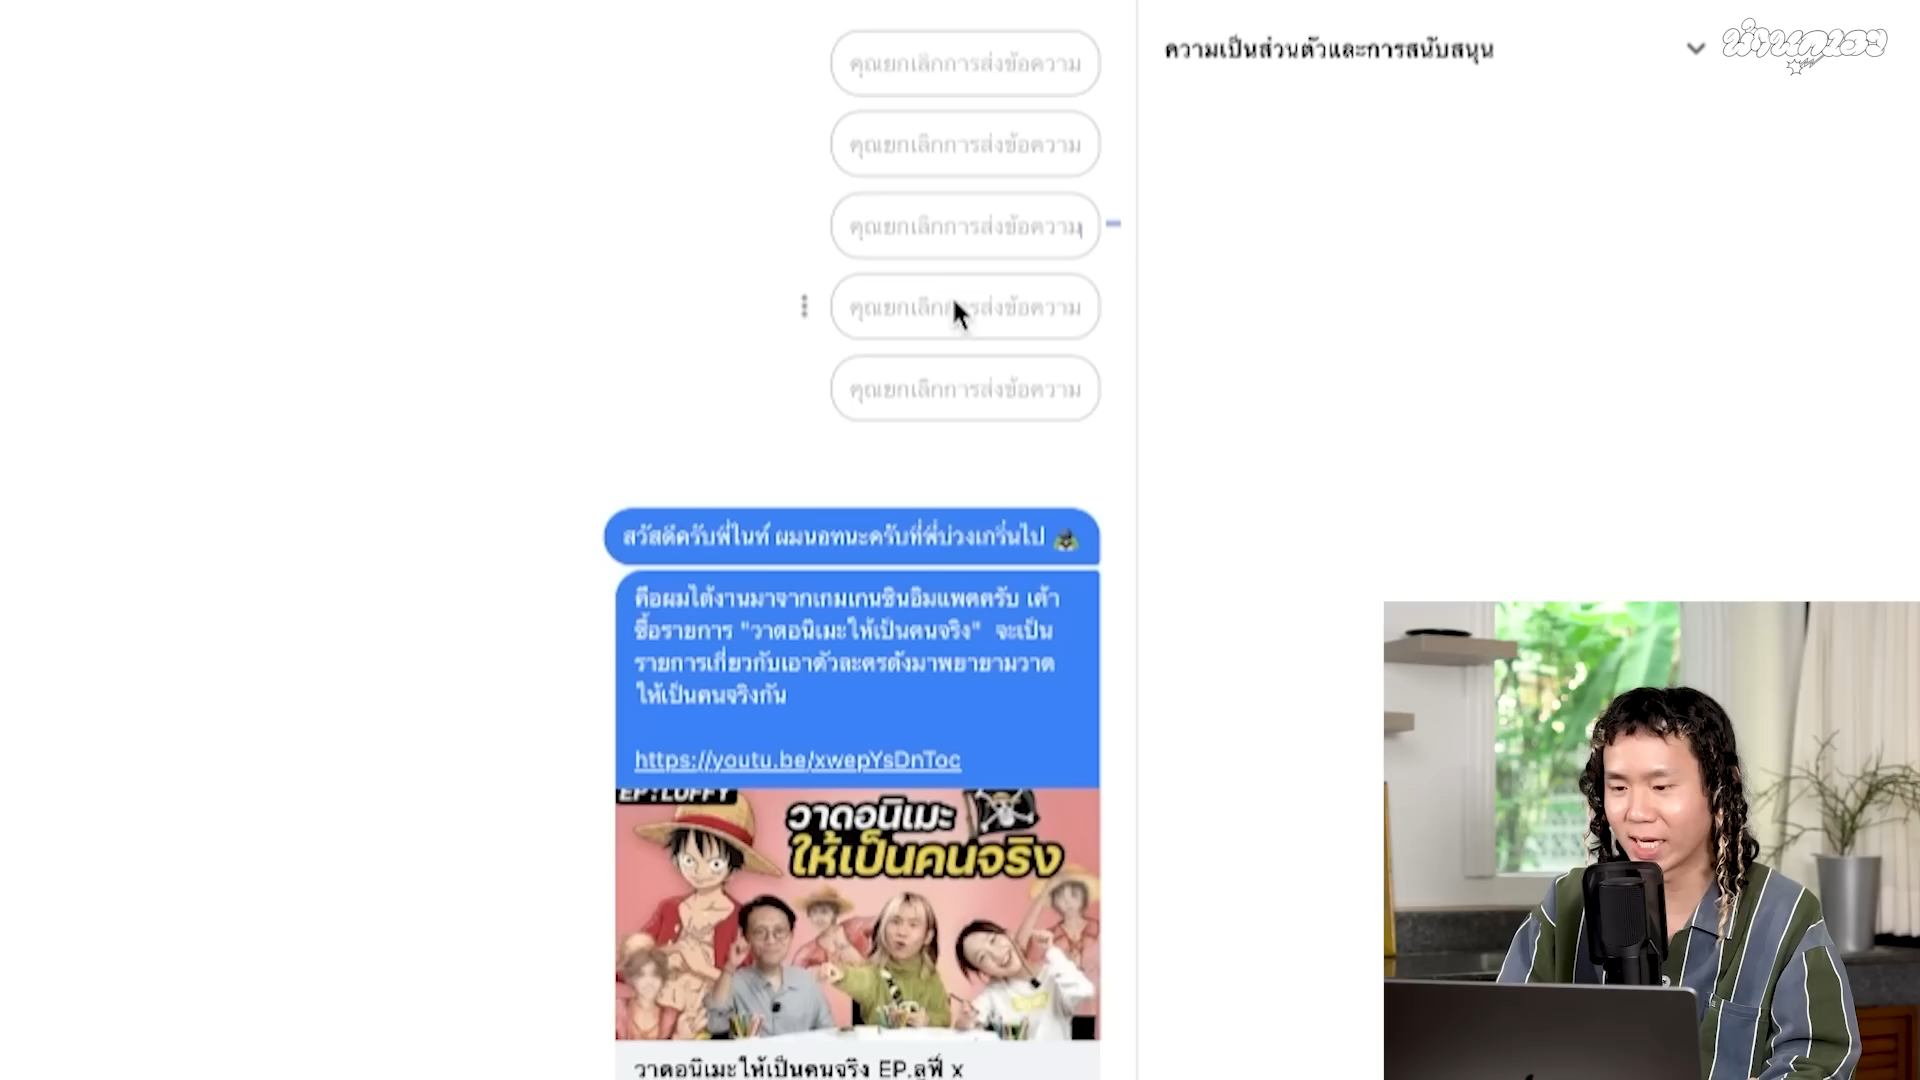 คุณยกเลิกการส่งข้อความ
ความเป็นส่วนตัวและการสนับสนุน
คุณยกเลิกการส่งข้อความ
คุณยกเลิกการส่งข้อความ
คุณยกเลิกการส่งข้อความ
คุณยกเลิกการส่งข้อความ
สวัสดีครับพี่ไนท์ ผมนอทนะครับที่พี่บ่วงเกริ่นไป
คือผมได้งานมาจากเกมเกนชินอิมแพคครับ เค้า
ซื้อรายการ "วาดอนิเมะให้เป็นคนจริง" จะเป็น
รายการเกี่ยวกับเอาตัวละครดังมาพยายามวาด
ให้เป็นคนจริงกัน
https://youtu.be/xwepYsDnToc
EP.LUFFY
วาดอนิเมะ
ให้เป็นคนจริง
วาดอนิเมะให้เป็นคนจริง EP.ลูฟี่ x